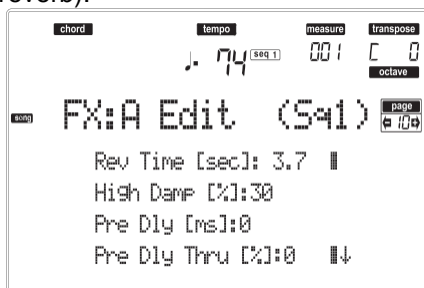 reverb).
chord tempo measure transpose
♩. 74 seq 1 001 C 0
octave
song FX:A Edit (Sq1) page
10
Rev Time [sec]: 3.7
High Damp [%]:30
Pre Dly [ms]:0
Pre Dly Thru [%]:0 ↓